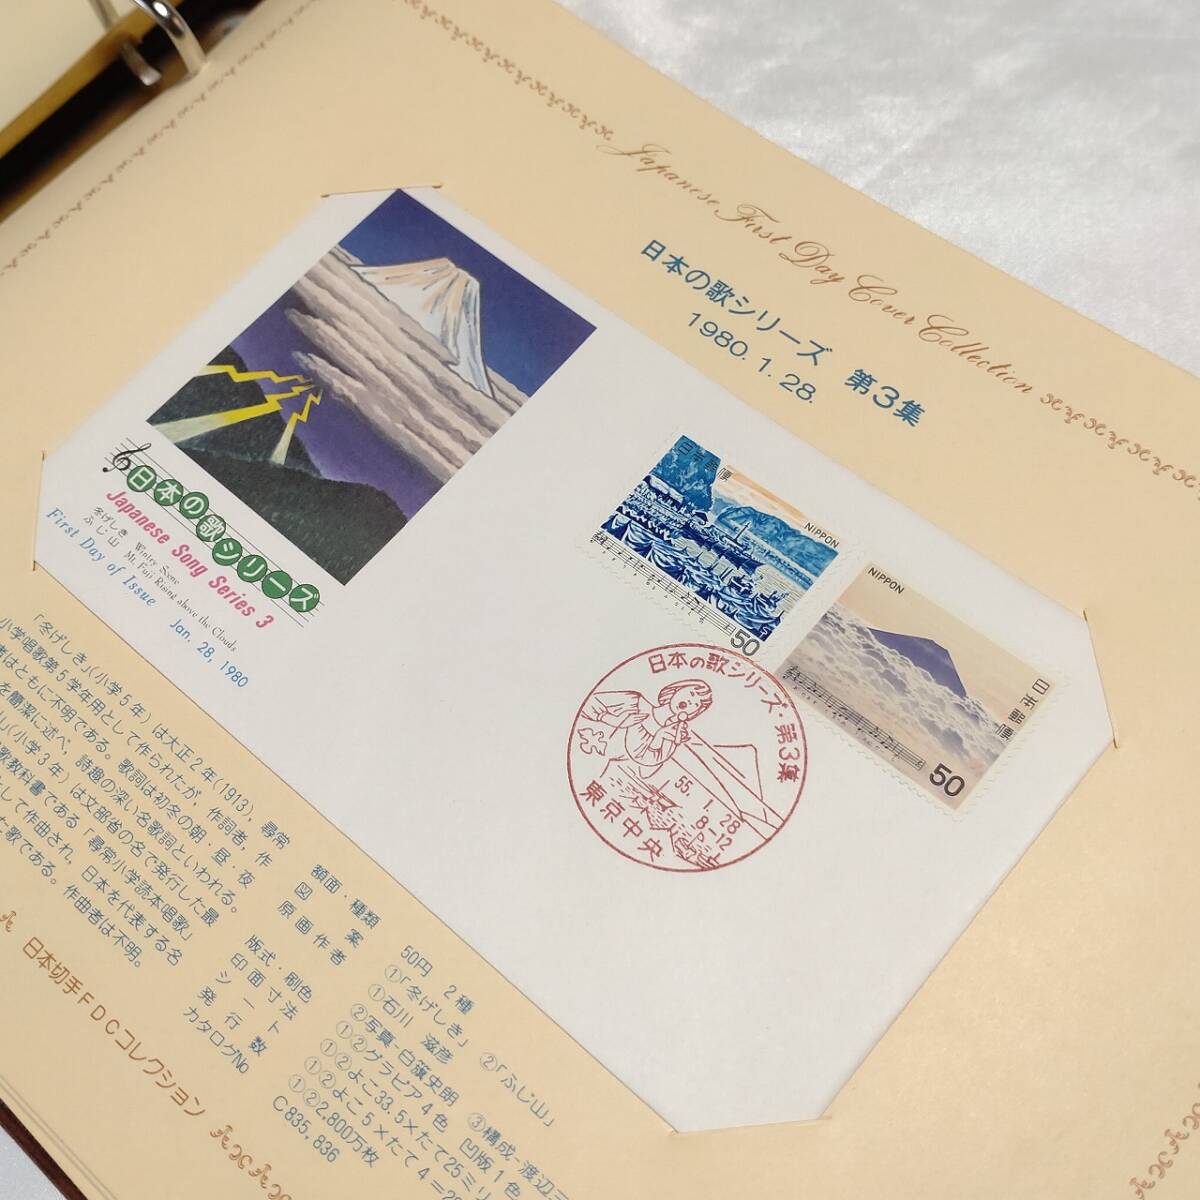 Japanese First Day Cover Collection
日本の歌シリーズ 第3集
1980.1.28.
日本の歌シリーズ
Japanese Song Series 3
冬げしき Wintry Scene
ふじ山 Mt. Fuji Rising above the Clouds
First Day of Issue
Jan. 28, 1980
日本郵便
NIPPON
50
NIPPON
日本郵便
50
日本の歌シリーズ・第3集
55.1.28
8-12
東京中央
「冬げしき」(小学5年)は大正2年(1913),尋常
小学唱歌第5学年用として作られたが,作詞者,作
者はともに不明である。歌詞は初冬の朝・昼・夜
を簡潔に述べ,詩趣の深い名歌詞といわれる。
山」(小学3年)は文部省の名で発行した最
歌教科書である「尋常小学読本唱歌」
として作曲され,日本を代表する名
た歌である。作曲者は不明。
額面・種類 50円 2種
図案 ①「冬げしき」 ②「ふじ山」
原画作者 ①石川 滋彦 ②写真・白旗史朗 ③構成・渡辺三
版式・刷色 ①②グラビア4色 凹版1色
印面寸法 ①②よこ33.5×たて25ミリ
シート ①②よこ5×たて4=20
発行数 ①②2,800万枚
カタログNo C835,836
日本切手FDCコレクション